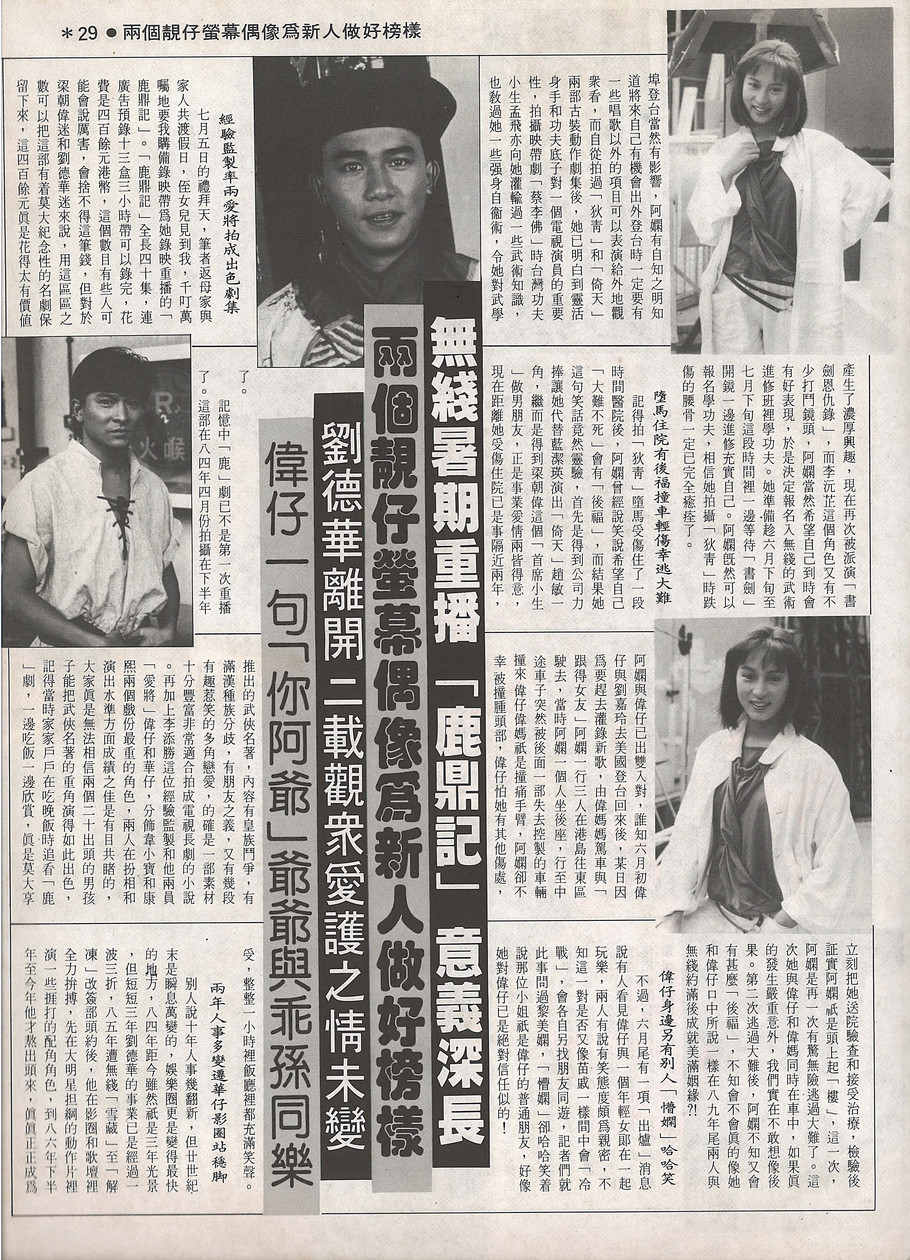 *29●兩個靚仔螢幕偶像爲新人做好榜樣
埠登台當然有影響，阿嫻有自知之明知
道將來自己有機會出外登台時一定要有
一些唱歌以外的項目可以表演給外地觀
衆看，而自從拍過「狄青」和「倚天」
兩部古裝動作劇集後，她已明白到靈活
身手和功夫底子對一個電視演員的重要
性，拍攝映帶劇「蔡李佛」時台灣功夫
小生孟飛亦向她灌輸過一些武術知識，
也敎過她一些强身自衞術，令她對武學
產生了濃厚興趣，現在再次被派演「書
劍恩仇錄」，而李沅芷這個角色又有不
少打鬥鏡頭，阿嫻當然希望自己到時會
有好表現，於是決定報名入無綫的武術
進修班裡學功夫。她準備趁六月下旬至
七月下旬這段時間裡一邊等待「書劍」
開鏡一邊進修充實自己。阿嫻旣然可以
報名學功夫，相信她拍攝「狄青」時跌
傷的腰骨一定已完全癒痊了。
墮馬住院有後福撞車輕傷幸逃大難
記得拍「狄青」墮馬受傷住了一段
時間醫院後，阿嫻曾經說笑說希望自己
「大難不死」會有「後福」，而結果她
這句笑話竟然靈驗，首先是得到公司力
捧讓她代替藍潔瑛演出「倚天」趙敏一
角，繼而是得到梁朝偉這個「首席小生
」做男朋友，正是事業愛情兩皆得意，
現在距離她受傷住院已是事隔近兩年，
阿嫻與偉仔已出雙入對，誰知六月初偉
仔與劉嘉玲去美國登台回來後，某日因
爲要趕去灌錄新歌，由偉媽媽駕車與「
跟得女友」阿嫻一行三人在港島往東區
駛去，當時阿嫻一個人坐後座，行至中
途車子突然被後面一部失去控製的車輛
撞來，偉仔偉媽祇是撞痛手臂，阿嫻卻不
幸被撞腫頭部，偉仔怕她有其他傷處，
立刻把她送院驗查和接受治療，檢驗後
証實阿嫻祇是頭上起「樓」，這一次，
阿嫻是再一次有驚無險逃過大難了。這
次她與偉仔和偉媽同時在車中，如果眞
的發生嚴重意外，我們實在不敢想像後
果。第二次逃過大難後，阿嫻不知又會
有甚麼「後福」，不知會不會眞的像她
和偉仔口中所說一樣在八九年尾兩人與
無綫約滿後成就美滿姻緣?!
偉仔身邊另有別人「懵嫻」哈哈笑
不過，六月尾有一項「出爐」消息
說有人看見偉仔與一個年輕女郞在一起
玩樂，兩人有說有笑態度頗爲親密，不
知這一對是否又像苗戚一樣間中會「冷
戰」，會各自另找朋友同遊，記者們就
此事問過黎美嫻，「懵嫻」卻哈哈笑着
說那位小姐祇是偉仔的普通朋友，好像
她對偉仔已是絕對信任似的！
無綫暑期重播「鹿鼎記」意義深長
兩個靚仔螢幕偶像爲新人做好榜樣
劉德華離開二載觀衆愛護之情未變
偉仔一句「你阿爺」爺爺與乖孫同樂
經驗監製率兩愛將拍成出色劇集
七月五日的禮拜天，筆者返母家與
家人共渡假日，侄女兒見到我，千叮萬
囑地要我購備錄映帶爲她錄映重播的「
鹿鼎記」。「鹿鼎記」全長四十集，連
廣告預錄十三盒三小時帶可以錄完，花
費是四百餘元港幣，這個數目有些人可
能會說厲害，會捨不得這筆錢，但對於
梁朝偉迷和劉德華迷來說，用這區區之
數可以把這部有着莫大紀念性的名劇保
留下來，這四百餘元眞是花得太有價値
了。
記憶中「鹿」劇已不是第一次重播
了。這部在八四年四月份拍攝在下半年
推出的武俠名著，內容有皇族鬥爭，有
滿漢種族分歧，有朋友之義，又有幾段
有趣惹笑的多角戀愛，的確是一部素材
十分豐富非常適合拍成電視長劇的小說
。再加上李添勝這位經驗監製和他兩員
「愛將」偉仔和華仔，分飾韋小寶和康
熙兩個戲份最重的角色，兩人在扮相和
演出水準方面成績之佳是有目共睹的，
大家眞是無法相信兩個二十出頭的男孩
子能把武俠名著的重角演得如此出色，
記得當時家家戶戶在吃晚飯時追看「鹿
」劇，一邊吃飯一邊欣賞，眞是莫大享
受，整整一小時裡飯廳裡都充滿笑聲。
兩年人事多變遷華仔影圈站穩脚
別人說十年人事幾翻新，但廿世紀
末是瞬息萬變的，娛樂圈更是變得最快
的地方，八四年距今雖然祇是三年光景
，但短短三年劉德華的事業已是經過一
波三折，八五年遭無綫「雪藏」至「解
凍」改簽部頭約後，他在影圈和歌壇裡
全力拚搏，先在大明星担綱的動作片裡
演一些捱打的配角角色，到八六年下半
年至今年他才熬出頭來，眞眞正正成爲